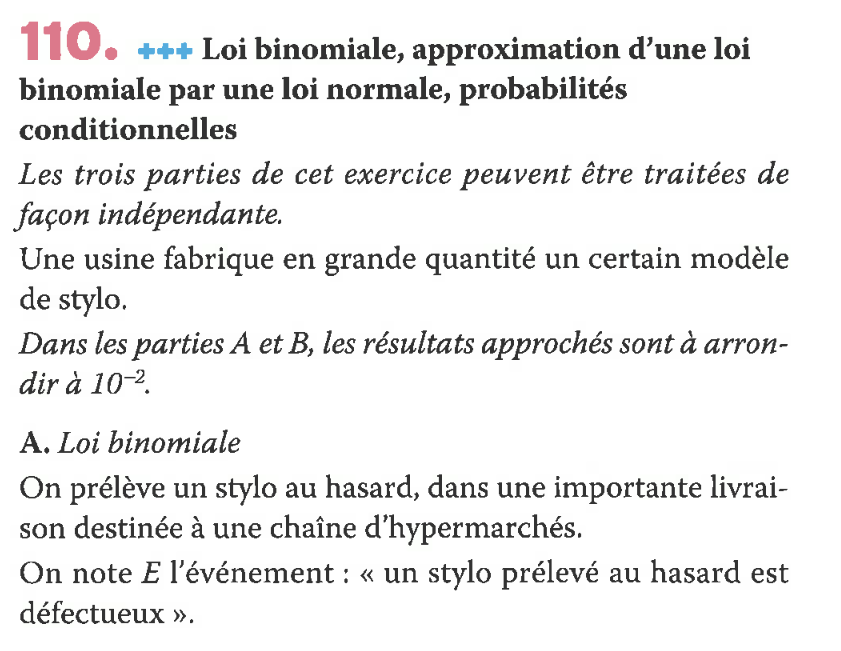 110. +++ Loi binomiale, approximation d'une loi
binomiale par une loi normale, probabilités
conditionnelles
Les trois parties de cet exercice peuvent être traitées de
façon indépendante.
Une usine fabrique en grande quantité un certain modèle
de stylo.
Dans les parties A et B, les résultats approchés sont à arron-
dir à 10⁻².
A. Loi binomiale
On prélève un stylo au hasard, dans une importante livrai-
son destinée à une chaîne d'hypermarchés.
On note E l'événement : « un stylo prélevé au hasard est
défectueux ».